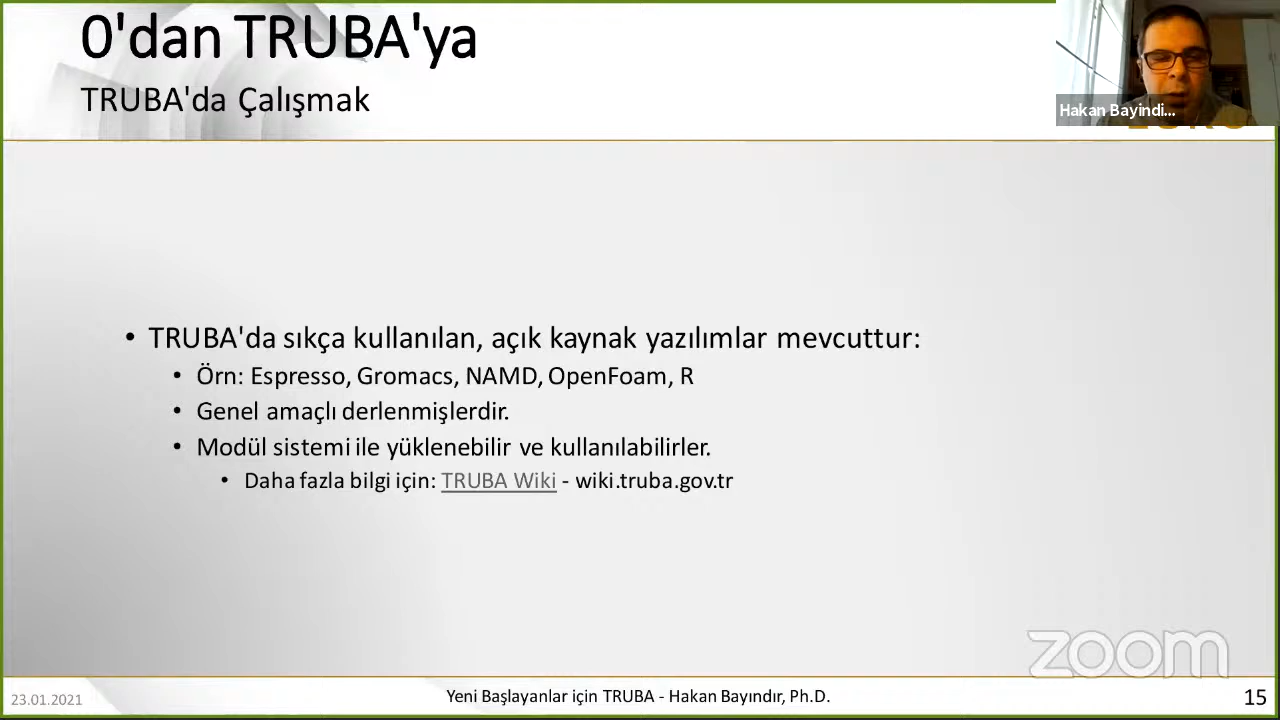 0'dan TRUBA'ya
TRUBA'da Çalışmak
Hakan Bayindi...
• TRUBA'da sıkça kullanılan, açık kaynak yazılımlar mevcuttur:
• Örn: Espresso, Gromacs, NAMD, OpenFoam, R
• Genel amaçlı derlenmişlerdir.
• Modül sistemi ile yüklenebilir ve kullanılabilirler.
• Daha fazla bilgi için: TRUBA Wiki - wiki.truba.gov.tr
zoom
23.01.2021
Yeni Başlayanlar için TRUBA - Hakan Bayındır, Ph.D.
15